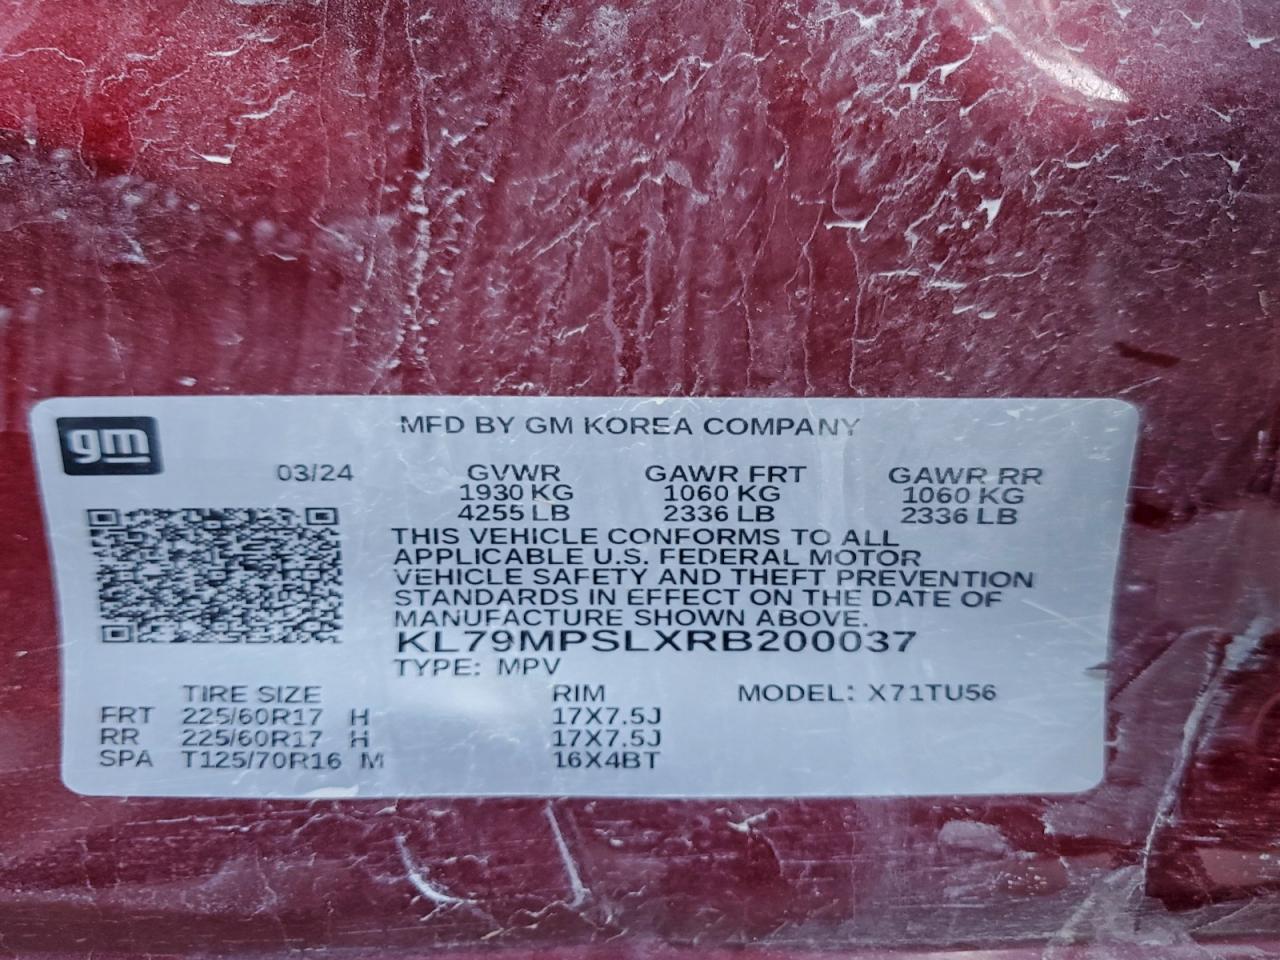 gm
MFD BY GM KOREA COMPANY
03/24 GVWR GAWR FRT GAWR RR
1930 KG 1060 KG 1060 KG
4255 LB 2336 LB 2336 LB
THIS VEHICLE CONFORMS TO ALL
APPLICABLE U.S. FEDERAL MOTOR
VEHICLE SAFETY AND THEFT PREVENTION
STANDARDS IN EFFECT ON THE DATE OF
MANUFACTURE SHOWN ABOVE.
KL79MPSLXRB200037
TYPE: MPV
TIRE SIZE RIM MODEL: X71TU56
FRT 225/60R17 H 17X7.5J
RR 225/60R17 H 17X7.5J
SPA T125/70R16 M 16X4BT